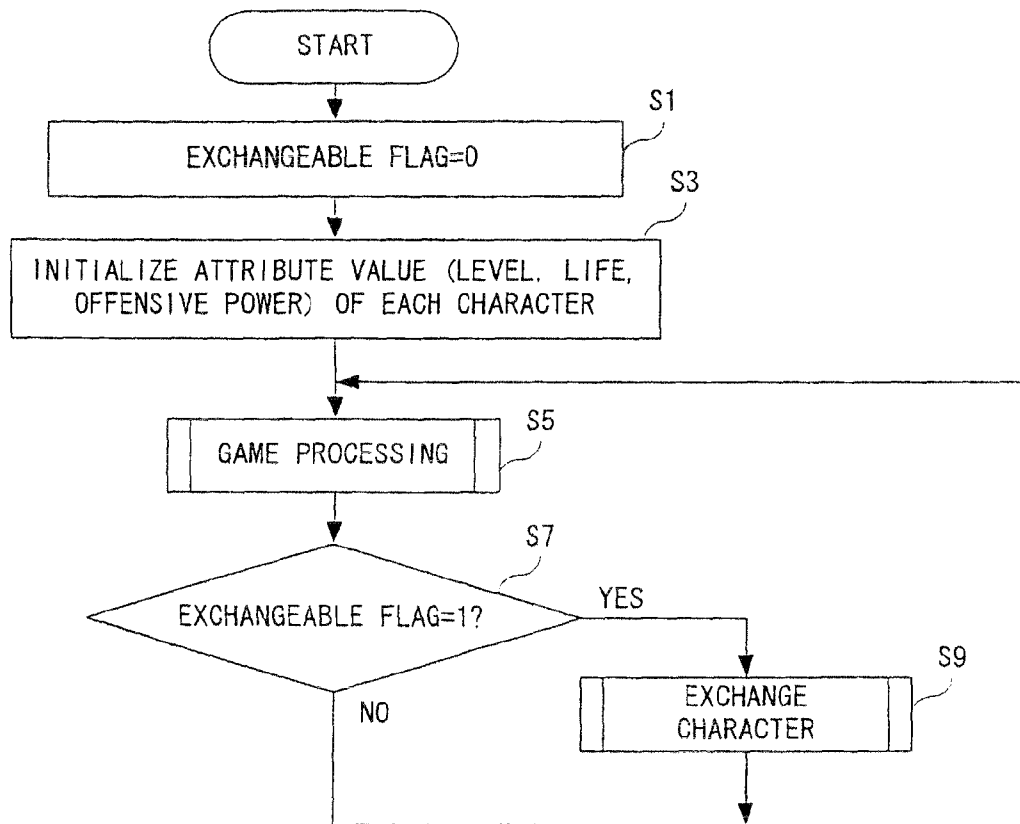 START
S1
EXCHANGEABLE FLAG=0
S3
INITIALIZE ATTRIBUTE VALUE (LEVEL. LIFE,
OFFENSIVE POWER) OF EACH CHARACTER
S5
GAME PROCESSING
S7
EXCHANGEABLE FLAG=1?
YES
NO
S9
EXCHANGE
CHARACTER